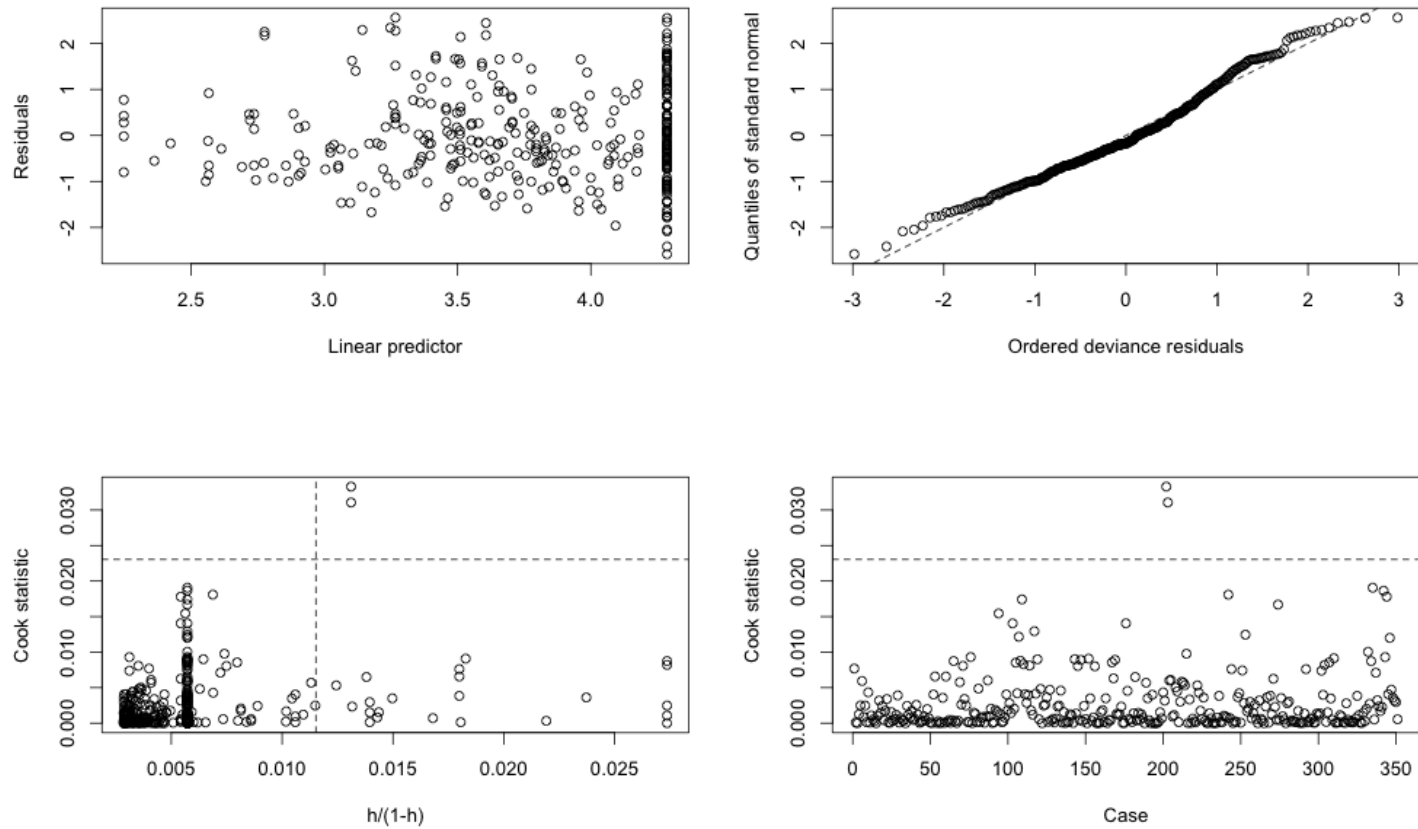 Residuals
2
1
0
-1
-2
2.5 3.0 3.5 4.0
Linear predictor
Quantiles of standard normal
2
1
0
-1
-2
-3 -2 -1 0 1 2 3
Ordered deviance residuals
Cook statistic
0.030
0.020
0.010
0.000
0.005 0.010 0.015 0.020 0.025
h/(1-h)
Cook statistic
0.030
0.020
0.010
0.000
0 50 100 150 200 250 300 350
Case